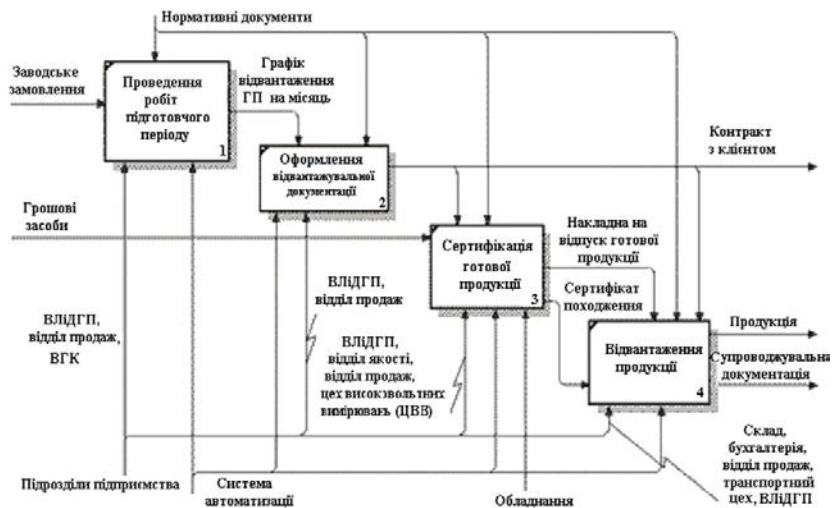 Нормативні документи
Заводське
замовлення
Проведення
робіт
підготовчого
періоду
1
Графік
відвантаження
ГП на місяць
Оформлення
відвантажувальної
документації
2
Контракт
з клієнтом
Грошові
засоби
Сертифікація
готової
продукції
3
Накладна на
відпуск готової
продукції
Сертифікат
походження
ВЛіДГП,
відділ продаж
ВЛіДГП,
відділ продаж,
ВГК
ВЛіДГП,
відділ якості,
відділ продаж,
цех високвольтних
вимірювань (ЦВВ)
Відвантаження
продукції
4
Продукція
Супроводжувальна
документація
Склад,
бухгалтерія,
відділ продаж,
транспортний
цех, ВЛіДГП
Підрозділи підприємства
Система
автоматизації
Обладнання